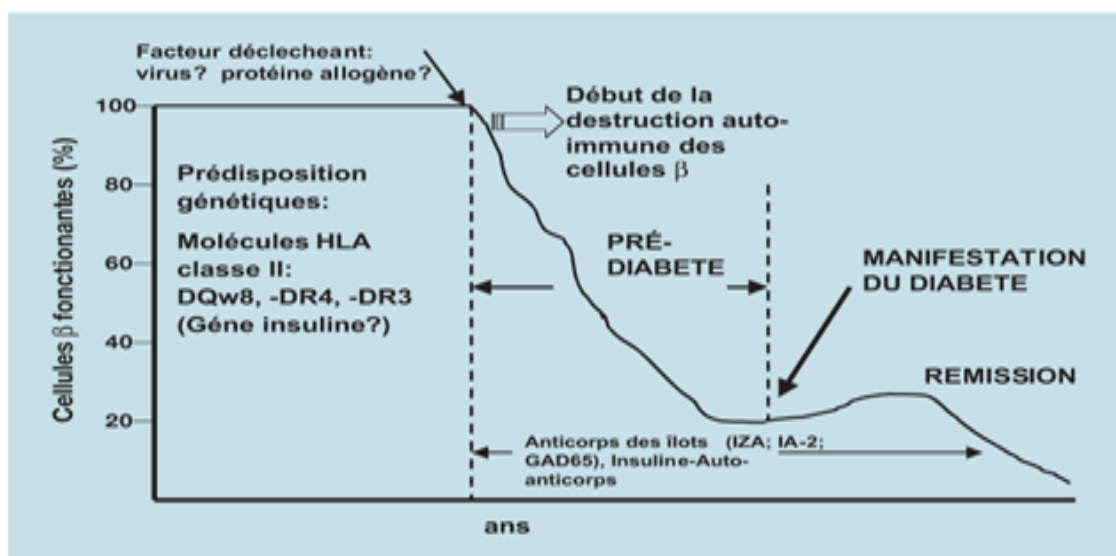 Facteur déclecheant:
virus? protéine allogène?
100
80
60
40
20
Cellules β fonctionantes (%)
Début de la
destruction auto-
immune des
cellules β
Prédisposition
génétiques:
Molécules HLA
classe II:
DQw8, -DR4, -DR3
(Géne insuline?)
PRÉ-
DIABETE
MANIFESTATION
DU DIABETE
REMISSION
Anticorps des îlots (IZA; IA-2;
GAD65), Insuline-Auto-
anticorps
ans